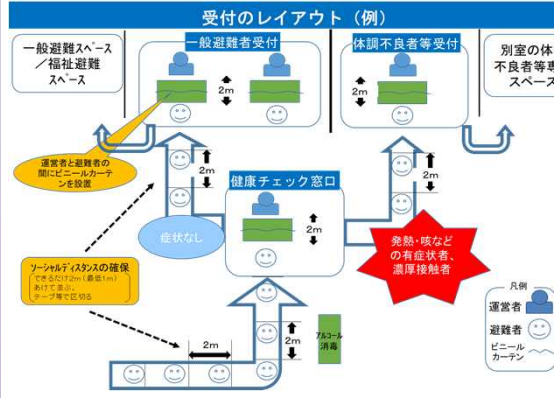 受付のレイアウト（例）
一般避難スペース
／福祉避難
スペース
一般避難者受付
2m
体調不良者等受付
2m
別室の体
不良者等専
スペース
運営者と避難者の
間にビニールカーテ
ンを設置
2m
健康チェック窓口
2m
2m
症状なし
発熱・咳など
の有症状者、
濃厚接触者
ソーシャルディスタンスの確保
できるだけ2m（最低1m）
あけて並ぶ。
テープ等で区切る
2m
2m
アルコール
消毒
凡例
運営者
避難者
ビニール
カーテン